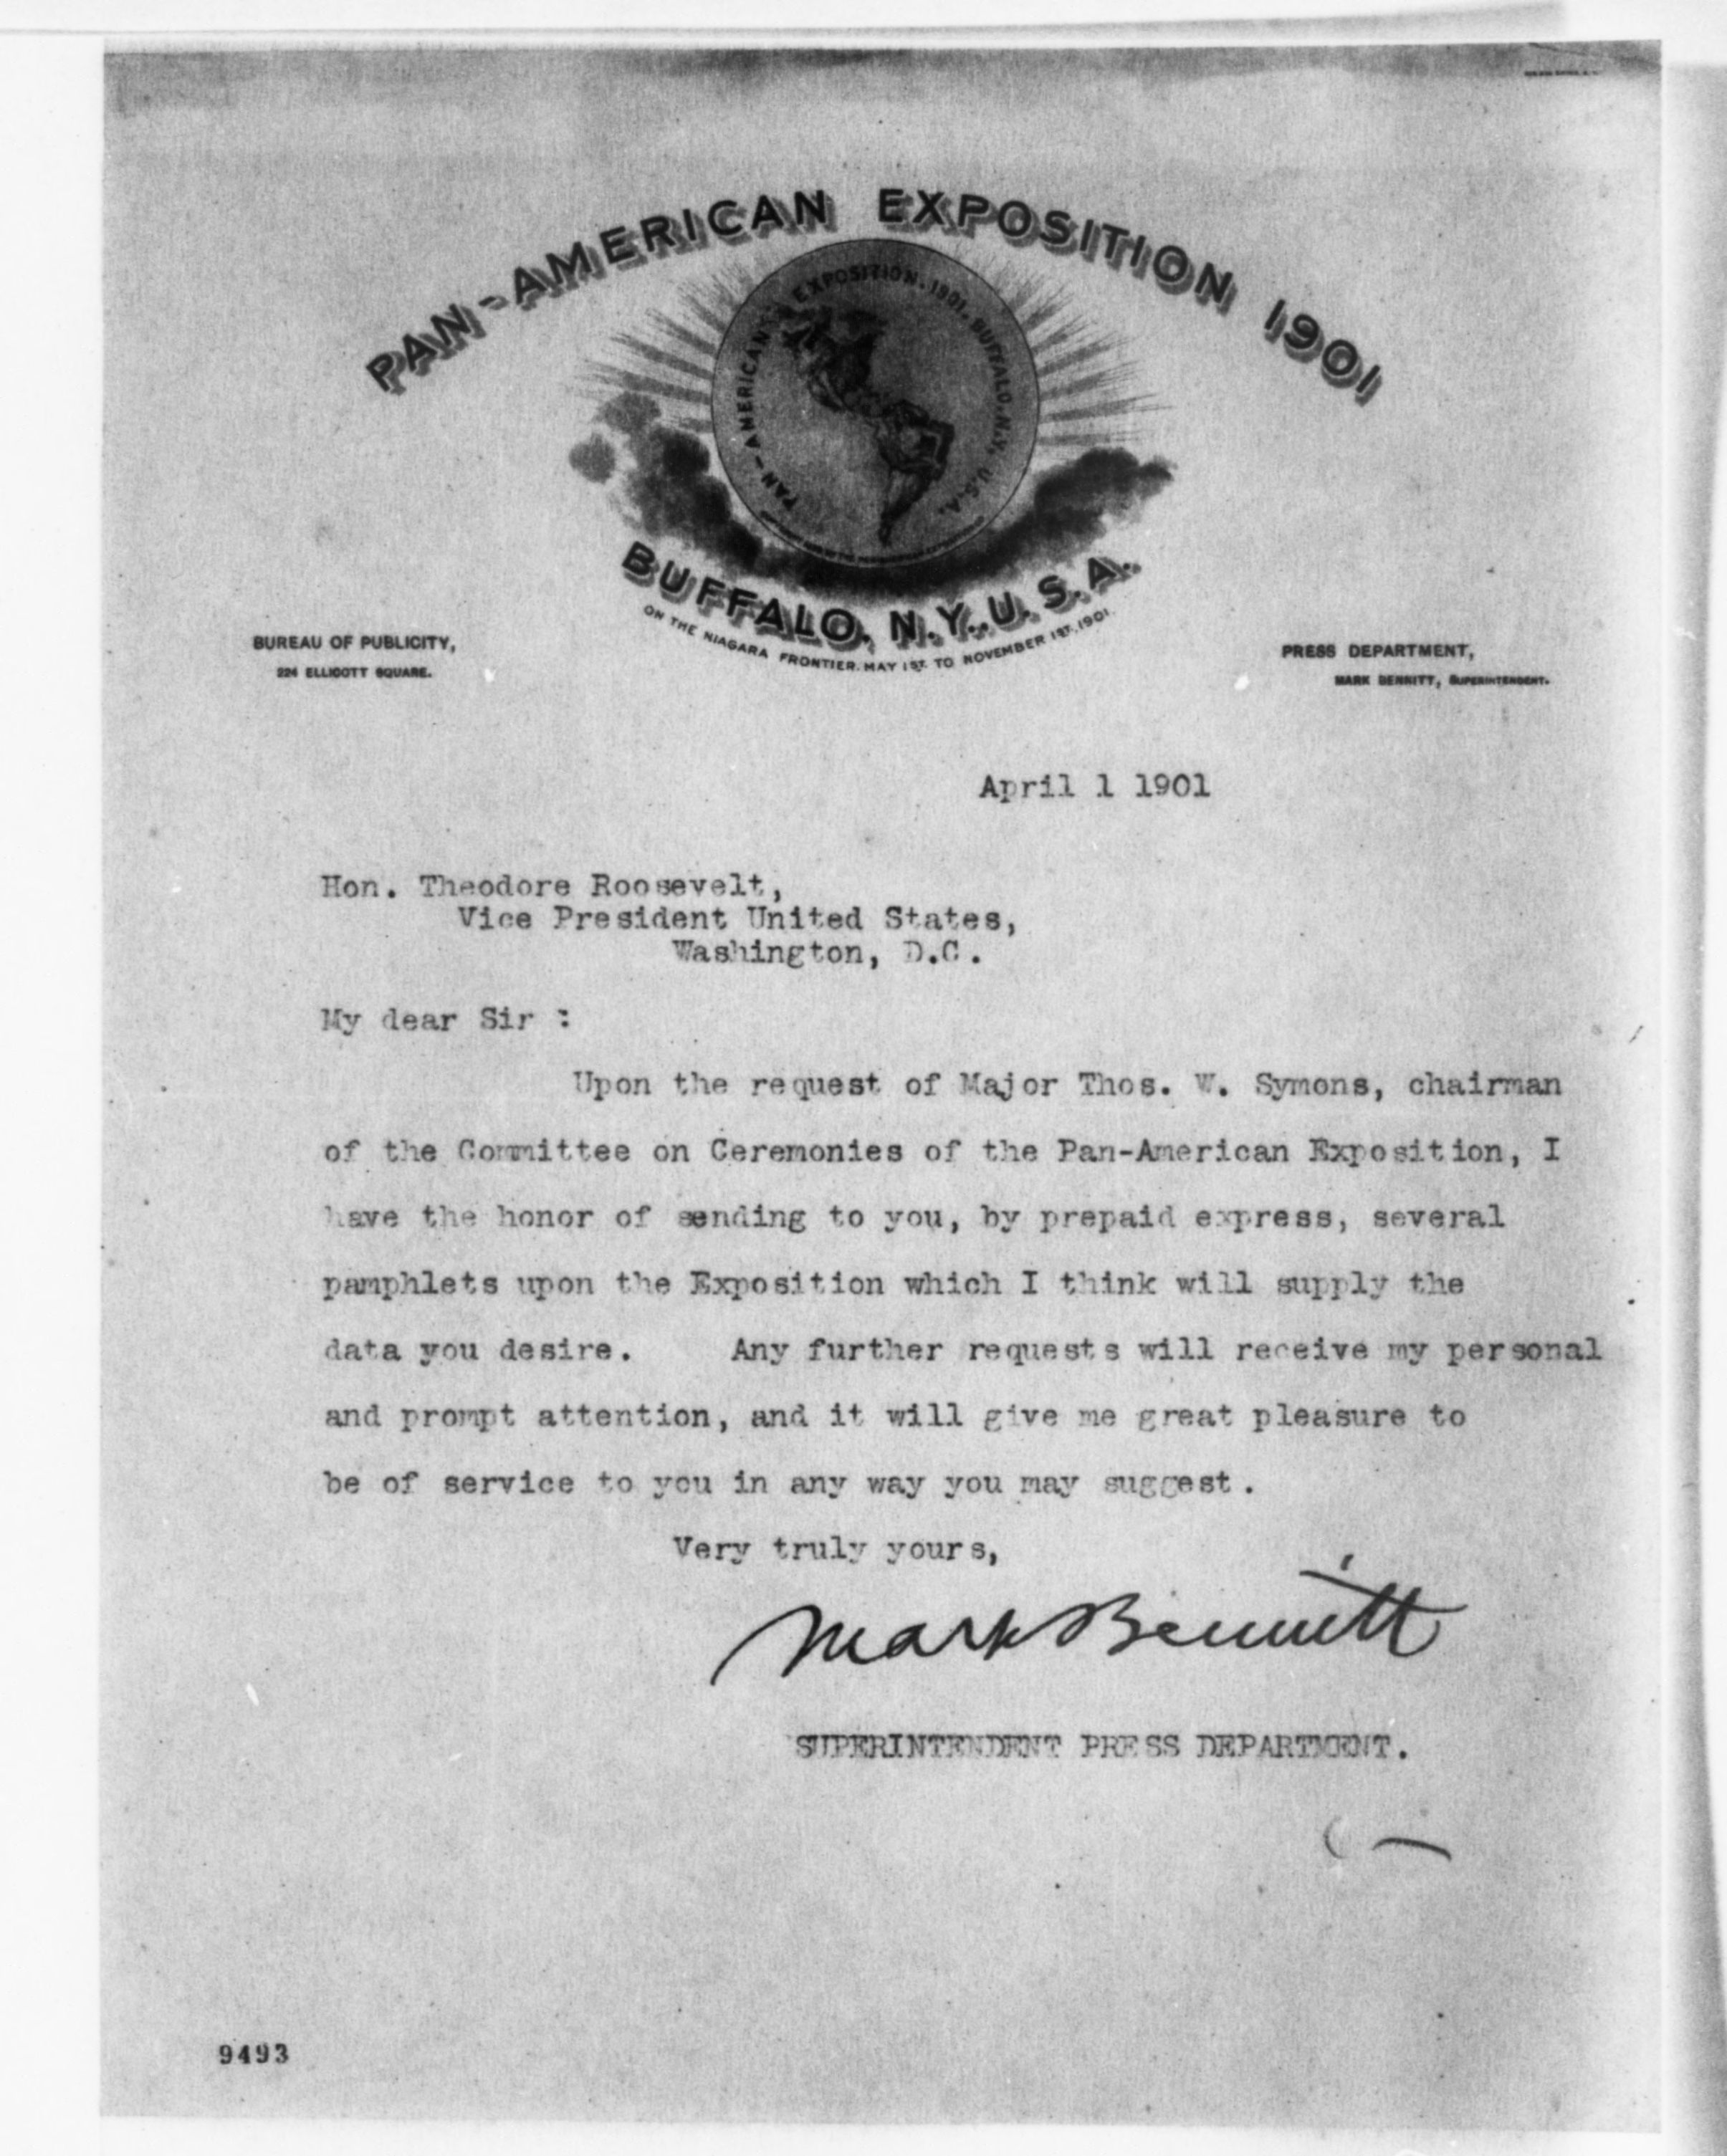 PAN-AMERICAN EXPOSITION 1901
PAN-AMERICAN EXPOSITION. 1901. BUFFALO. N.Y. U.S.A.
BUFFALO, N.Y., U.S.A.
ON THE NIAGARA FRONTIER. MAY 1ST. TO NOVEMBER 1ST. 1901.
BUREAU OF PUBLICITY,
224 ELLICOTT SQUARE.
PRESS DEPARTMENT,
MARK BENNITT, SUPERINTENDENT.
April 1 1901
Hon. Theodore Roosevelt,
Vice President United States,
Washington, D.C.
My dear Sir :
Upon the request of Major Thos. W. Symons, chairman
of the Committee on Ceremonies of the Pan-American Exposition, I
have the honor of sending to you, by prepaid express, several
pamphlets upon the Exposition which I think will supply the
data you desire. Any further requests will receive my personal
and prompt attention, and it will give me great pleasure to
be of service to you in any way you may suggest.
Very truly yours,
Mark Bennitt
SUPERINTENDENT PRESS DEPARTMENT.
9493